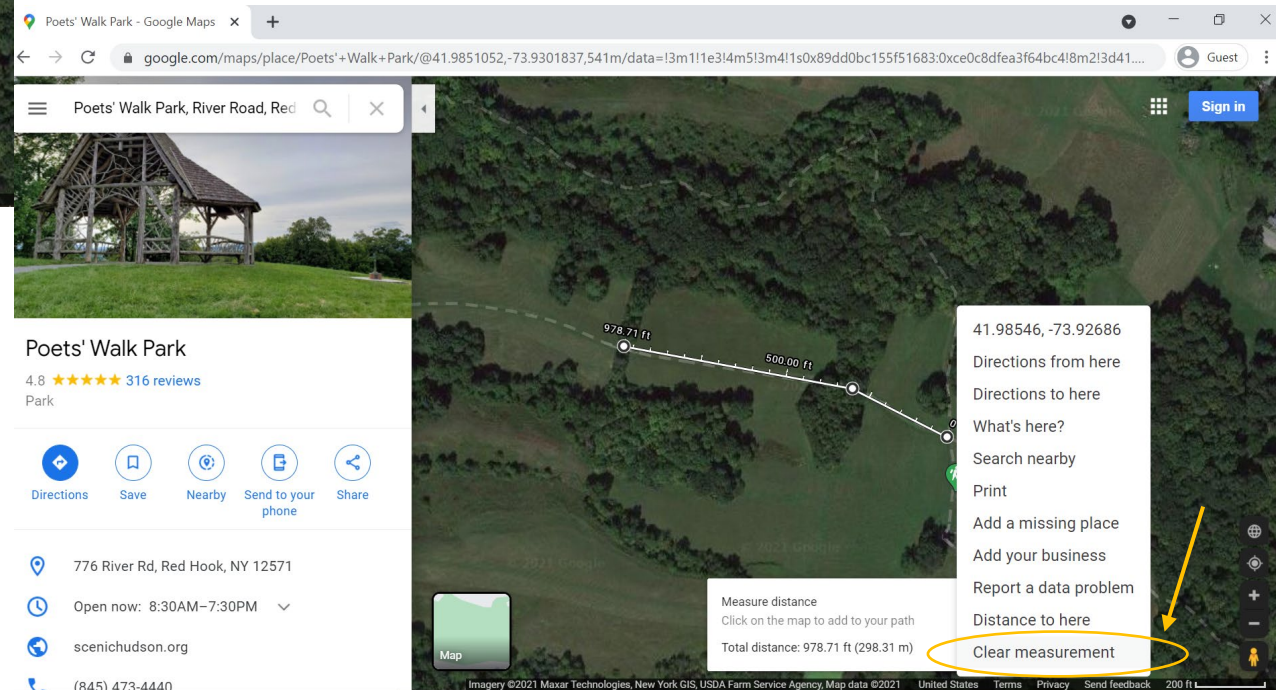 Poets' Walk Park - Google Maps
google.com/maps/place/Poets'+Walk+Park/@41.9851052,-73.9301837,541m/data=!3m1!1e3!4m5!3m4!1s0x89dd0bc155f51683:0xce0c8dfea3f64bc4!8m2!3d41....
Guest
Poets' Walk Park, River Road, Red
Sign in
Poets' Walk Park
4.8 ★★★★★ 316 reviews
Park
Directions
Save
Nearby
Send to your
phone
Share
776 River Rd, Red Hook, NY 12571
Open now: 8:30AM–7:30PM
scenichudson.org
(845) 473-4440
978.71 ft
500.00 ft
0
© 2021 Google
© 2021 Google
41.98546, -73.92686
Directions from here
Directions to here
What's here?
Search nearby
Print
Add a missing place
Add your business
Report a data problem
Distance to here
Clear measurement
Measure distance
Click on the map to add to your path
Total distance: 978.71 ft (298.31 m)
Map
Imagery ©2021 Maxar Technologies, New York GIS, USDA Farm Service Agency, Map data ©2021 United States Terms Privacy Send feedback 200 ft